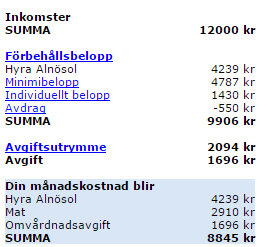 Inkomster
SUMMA 12000 kr
Förbehållsbelopp
Hyra Alnösol 4239 kr
Minimibelopp 4787 kr
Individuellt belopp 1430 kr
Avdrag -550 kr
SUMMA 9906 kr
Avgiftsutrymme 2094 kr
Avgift 1696 kr
Din månadskostnad blir
Hyra Alnösol 4239 kr
Mat 2910 kr
Omvårdnadsavgift 1696 kr
SUMMA 8845 kr